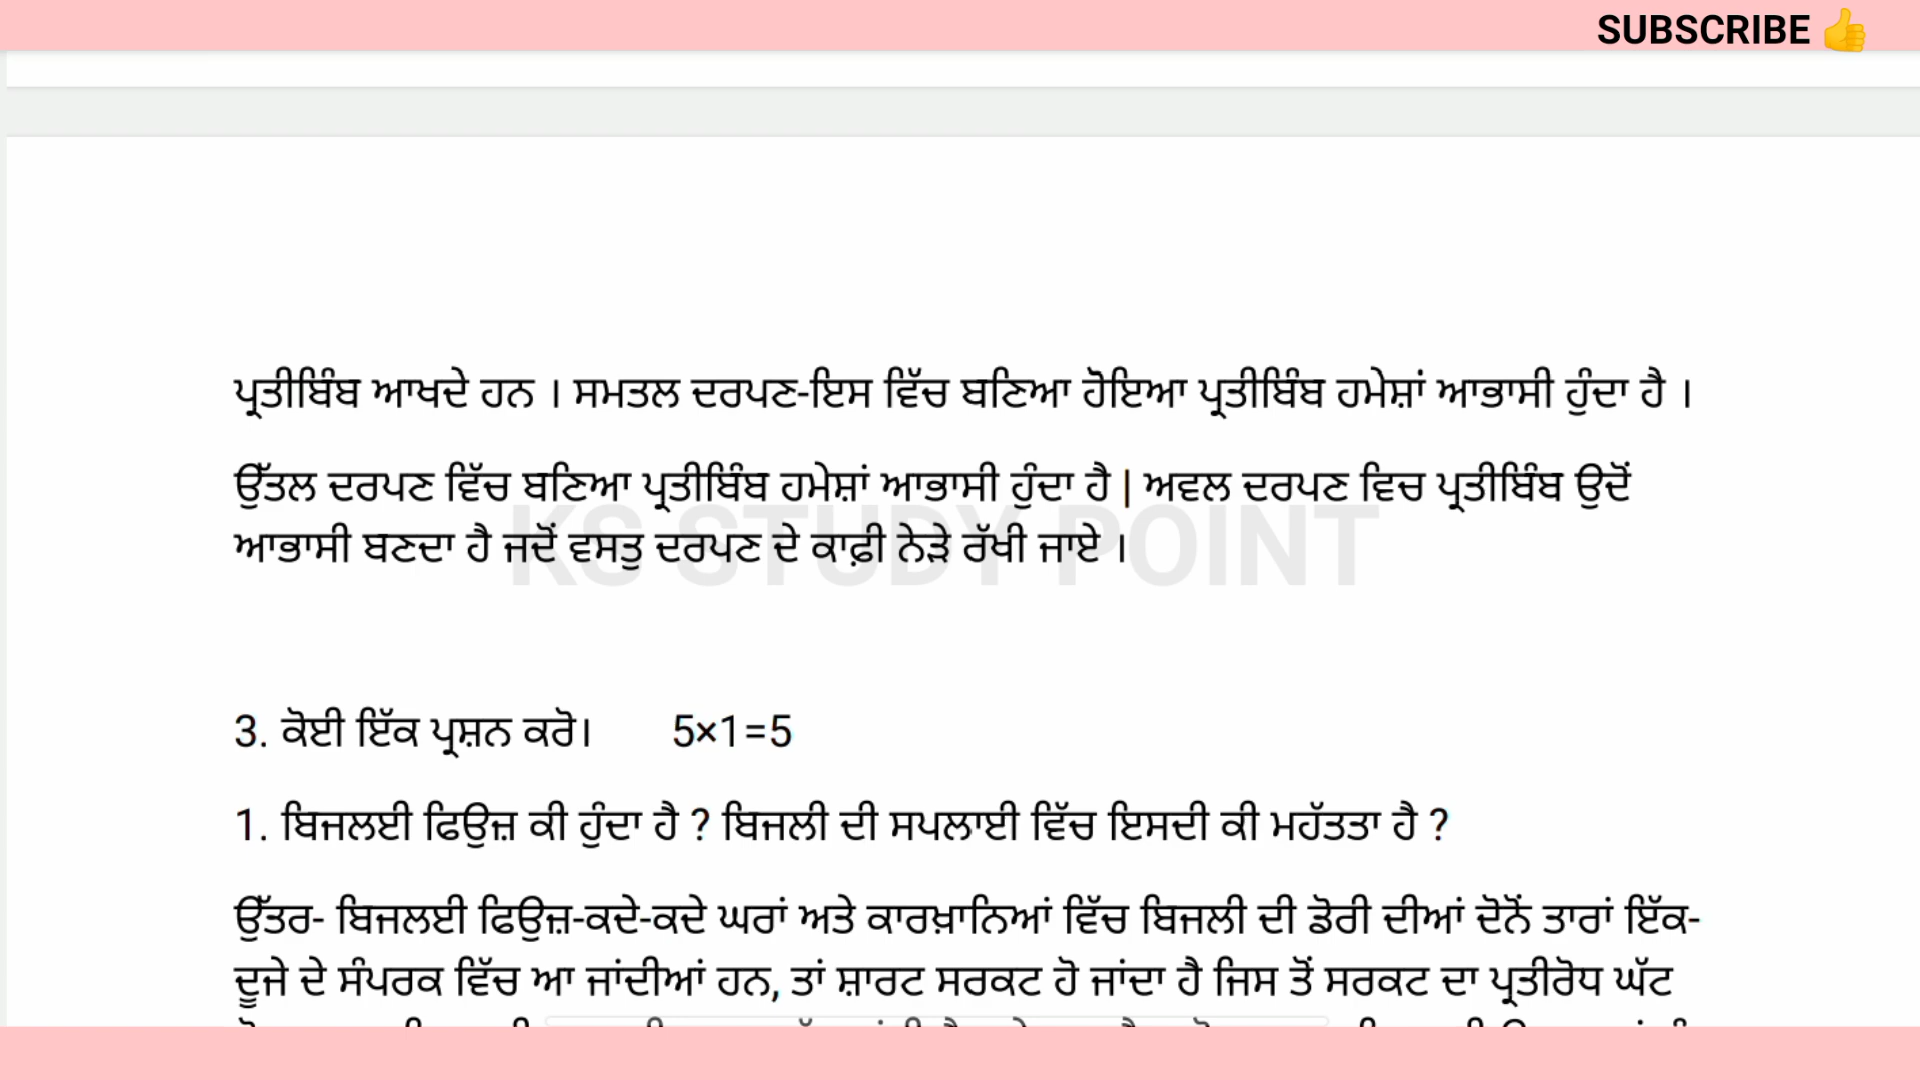 SUBSCRIBE 👍
ਪ੍ਰਤੀਬਿੰਬ ਆਖਦੇ ਹਨ । ਸਮਤਲ ਦਰਪਣ-ਇਸ ਵਿੱਚ ਬਣਿਆ ਹੋਇਆ ਪ੍ਰਤੀਬਿੰਬ ਹਮੇਸ਼ਾਂ ਆਭਾਸੀ ਹੁੰਦਾ ਹੈ ।
ਉੱਤਲ ਦਰਪਣ ਵਿੱਚ ਬਣਿਆ ਪ੍ਰਤੀਬਿੰਬ ਹਮੇਸ਼ਾਂ ਆਭਾਸੀ ਹੁੰਦਾ ਹੈ | ਅਵਲ ਦਰਪਣ ਵਿਚ ਪ੍ਰਤੀਬਿੰਬ ਉਦੋਂ
ਆਭਾਸੀ ਬਣਦਾ ਹੈ ਜਦੋਂ ਵਸਤੁ ਦਰਪਣ ਦੇ ਕਾਫ਼ੀ ਨੇੜੇ ਰੱਖੀ ਜਾਏ ।
KS STUDY POINT
3. ਕੋਈ ਇੱਕ ਪ੍ਰਸ਼ਨ ਕਰੋ। 5×1=5
1. ਬਿਜਲਈ ਫਿਊਜ਼ ਕੀ ਹੁੰਦਾ ਹੈ ? ਬਿਜਲੀ ਦੀ ਸਪਲਾਈ ਵਿੱਚ ਇਸਦੀ ਕੀ ਮਹੱਤਤਾ ਹੈ ?
ਉੱਤਰ- ਬਿਜਲਈ ਫਿਊਜ਼-ਕਦੇ-ਕਦੇ ਘਰਾਂ ਅਤੇ ਕਾਰਖ਼ਾਨਿਆਂ ਵਿੱਚ ਬਿਜਲੀ ਦੀ ਡੋਰੀ ਦੀਆਂ ਦੋਨੋਂ ਤਾਰਾਂ ਇੱਕ-
ਦੂਜੇ ਦੇ ਸੰਪਰਕ ਵਿੱਚ ਆ ਜਾਂਦੀਆਂ ਹਨ, ਤਾਂ ਸ਼ਾਰਟ ਸਰਕਟ ਹੋ ਜਾਂਦਾ ਹੈ ਜਿਸ ਤੋਂ ਸਰਕਟ ਦਾ ਪ੍ਰਤੀਰੋਧ ਘੱਟ